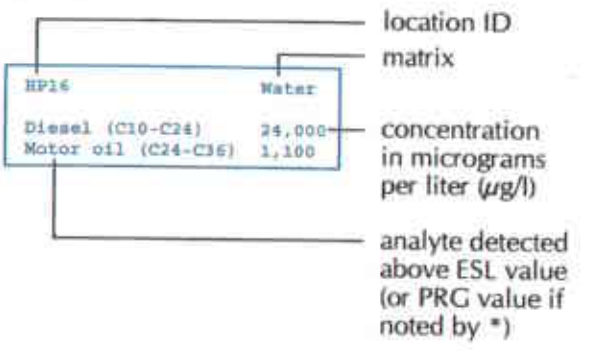 location ID
matrix
HP16 Water
Diesel (C10-C24) 24,000
Motor oil (C24-C36) 1,100
concentration
in micrograms
per liter (µg/l)
analyte detected
above ESL value
(or PRG value if
noted by *)